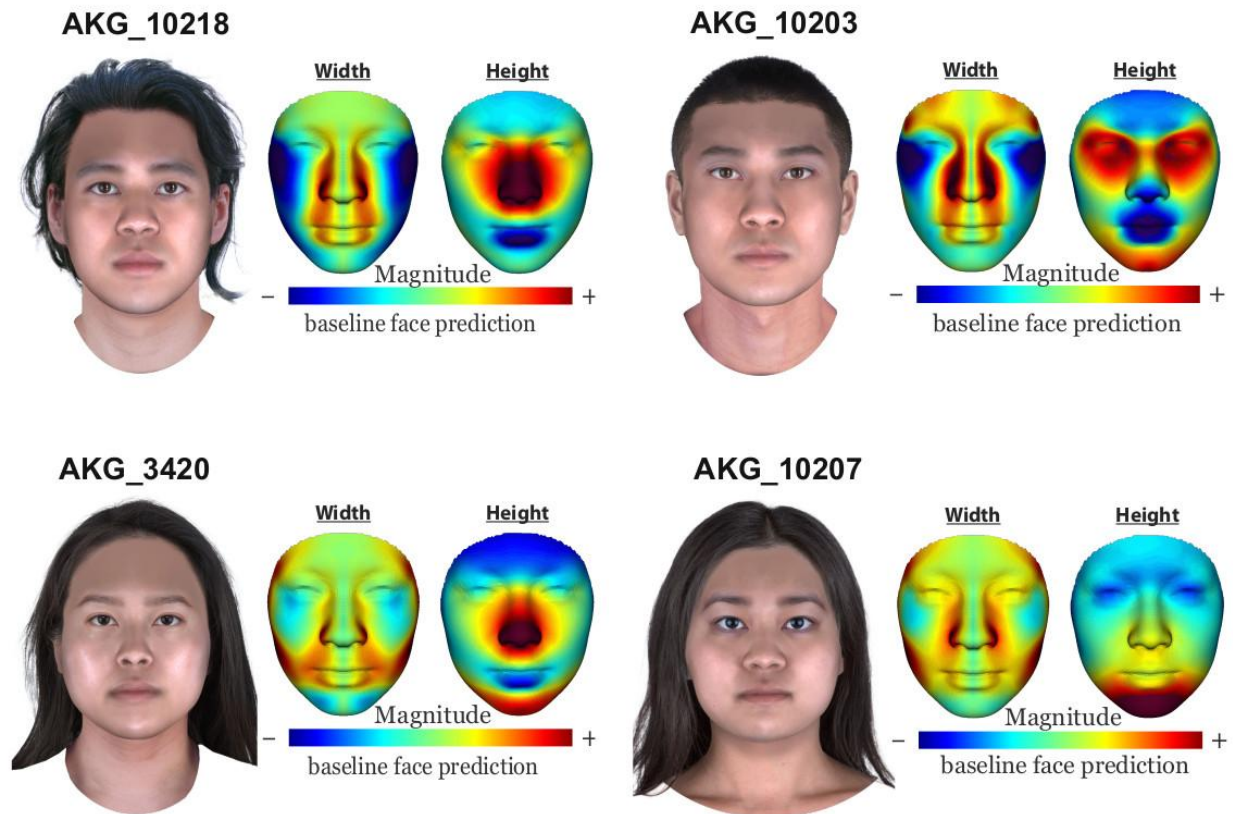 AKG_10218
Width
Height
Magnitude
− +
baseline face prediction
AKG_10203
Width
Height
Magnitude
− +
baseline face prediction
AKG_3420
Width
Height
Magnitude
− +
baseline face prediction
AKG_10207
Width
Height
Magnitude
− +
baseline face prediction